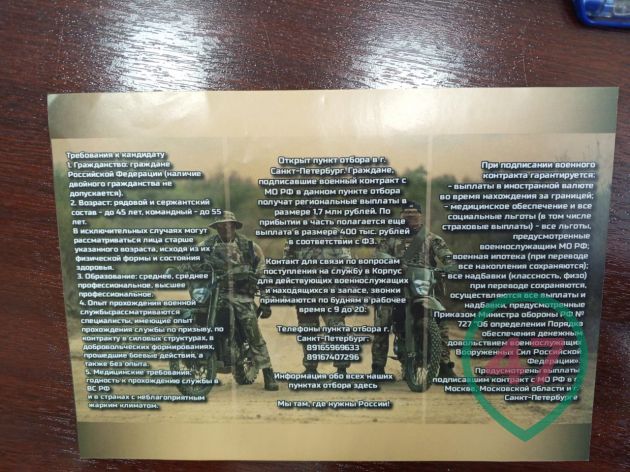 Требования к кандидату
1. Гражданство: граждане
Российской Федерации (наличие
двойного гражданства не
допускается).
2. Возраст: рядовой и сержантский
состав - до 45 лет, командный - до 55
лет.
В исключительных случаях могут
рассматриваться лица старше
указанного возраста, исходя из их
физической формы и состояния
здоровья.
3. Образование: среднее, среднее
профессиональное, высшее
профессиональное.
4. Опыт прохождения военной
службырассматриваются
специалисты, имеющие опыт
прохождения службы по призыву, по
контракту в силовых структурах, в
добровольческих формированиях,
прошедшие боевые действия, а
также без опыта.
5. Медицинские требования:
годность к прохождению службы в
ВС РФ
и в странах с неблагоприятным
жарким климатом.
Открыт пункт отбора в г.
Санкт-Петербург. Граждане,
подписавшие военный контракт с
МО РФ в данном пункте отбора
получат региональные выплаты в
размере 1,7 млн рублей. По
прибытии в часть полагается еще
выплата в размере 400 тыс. рублей
в соответствии с ФЗ.
Контакт для связи по вопросам
поступления на службу в Корпус
для действующих военнослужащих
и находящихся в запасе, звонки
принимаются по будням в рабочее
время с 9 до 20:
Телефоны пункта отбора г.
Санкт-Петербург:
89165969633
89167407296
Информация обо всех наших
пунктах отбора здесь
Мы там, где нужны России!
При подписании военного
контракта гарантируется:
- выплаты в иностранной валюте
во время нахождения за границей;
- медицинское обеспечение и все
социальные льготы (в том числе
страховые выплаты) - все льготы,
предусмотренные
военнослужащим МО РФ;
военная ипотека (при переводе
все накопления сохраняются);
все надбавки (классность, физо)
при переводе сохраняются,
осуществляются все выплаты и
надбавки, предусмотренные
Приказом Министра обороны РФ №
727 "Об определении Порядка
обеспечения денежным
довольствием военнослужащих
Вооруженных Сил Российской
Федерации".
Предусмотрены выплаты
подписавшим контракт с МО РФ в г.
Москве, Московской области и г.
Санкт-Петербурге